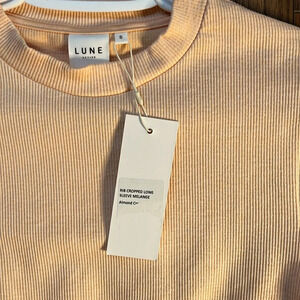 LUNE
S
RIB CROPPED LONG
SLEEVE MELANGE
Almond